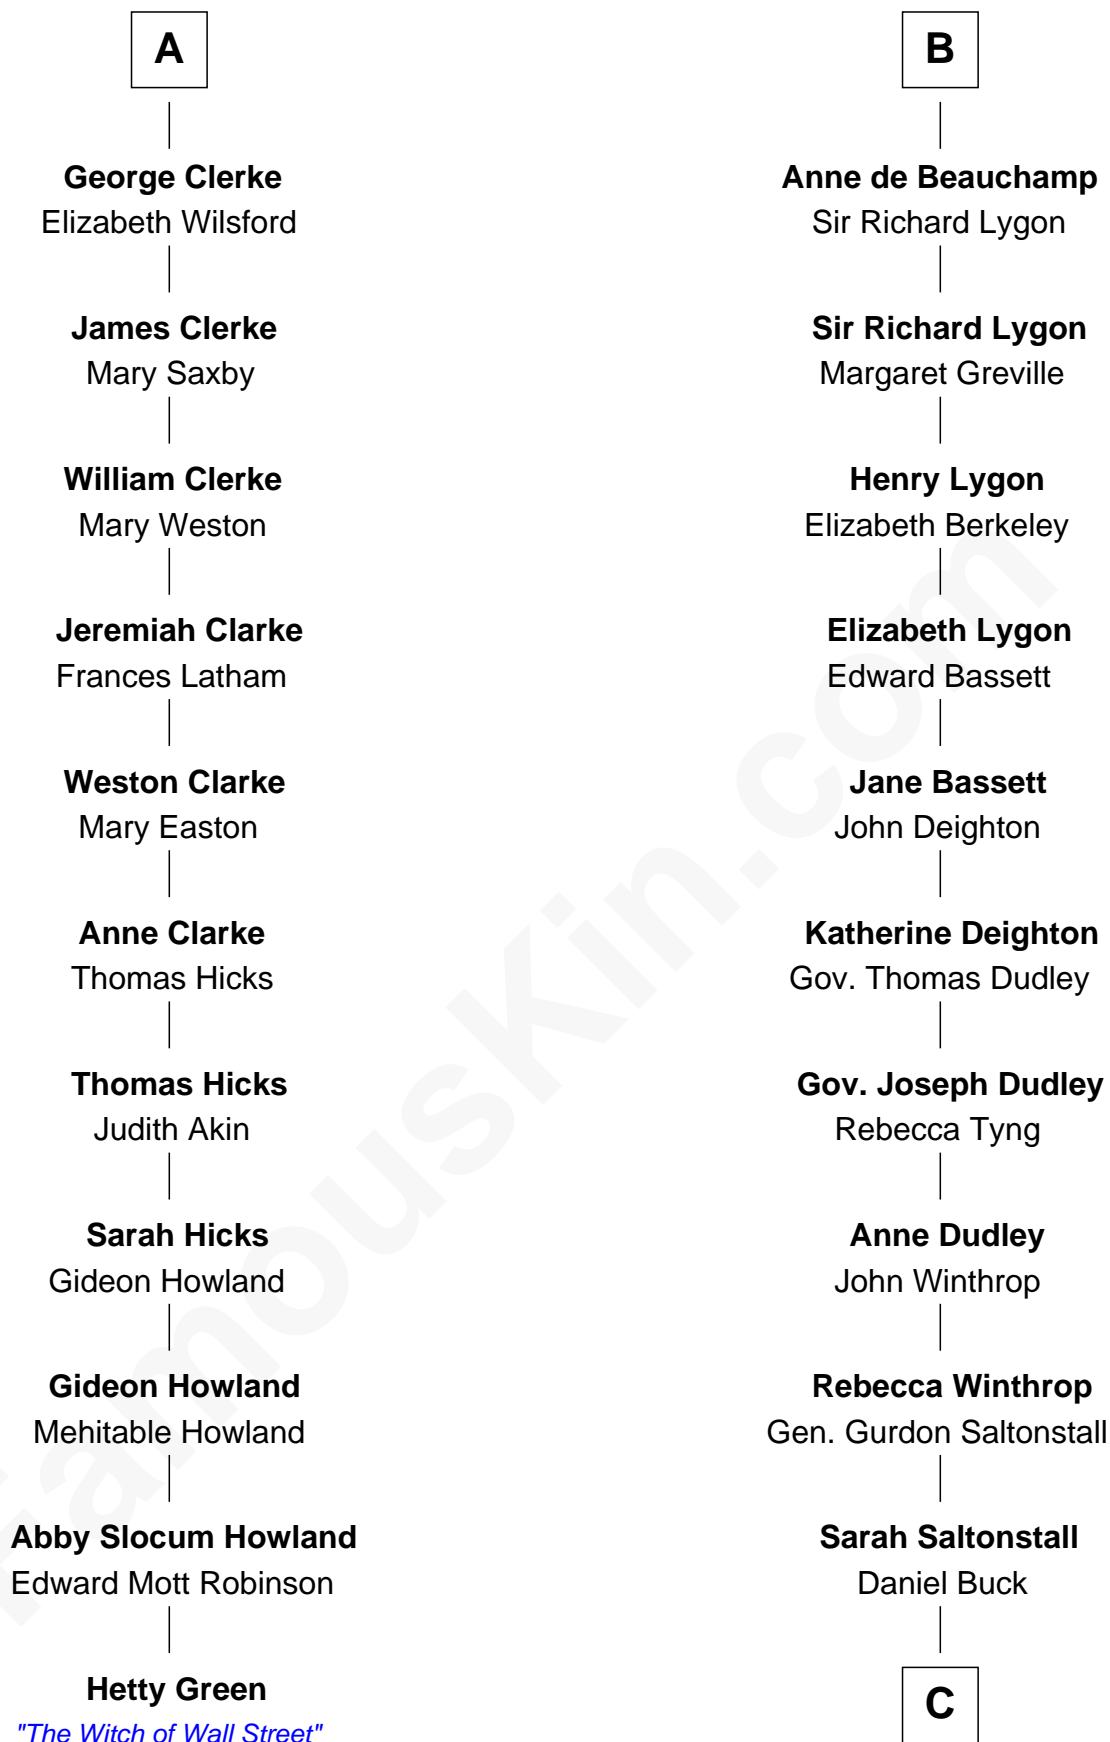 A
George Clerke
Elizabeth Wilsford
James Clerke
Mary Saxby
William Clerke
Mary Weston
Jeremiah Clarke
Frances Latham
Weston Clarke
Mary Easton
Anne Clarke
Thomas Hicks
Thomas Hicks
Judith Akin
Sarah Hicks
Gideon Howland
Gideon Howland
Mehitable Howland
Abby Slocum Howland
Edward Mott Robinson
Hetty Green
"The Witch of Wall Street"
B
Anne de Beauchamp
Sir Richard Lygon
Sir Richard Lygon
Margaret Greville
Henry Lygon
Elizabeth Berkeley
Elizabeth Lygon
Edward Bassett
Jane Bassett
John Deighton
Katherine Deighton
Gov. Thomas Dudley
Gov. Joseph Dudley
Rebecca Tyng
Anne Dudley
John Winthrop
Rebecca Winthrop
Gen. Gurdon Saltonstall
Sarah Saltonstall
Daniel Buck
C
FamousKin.com